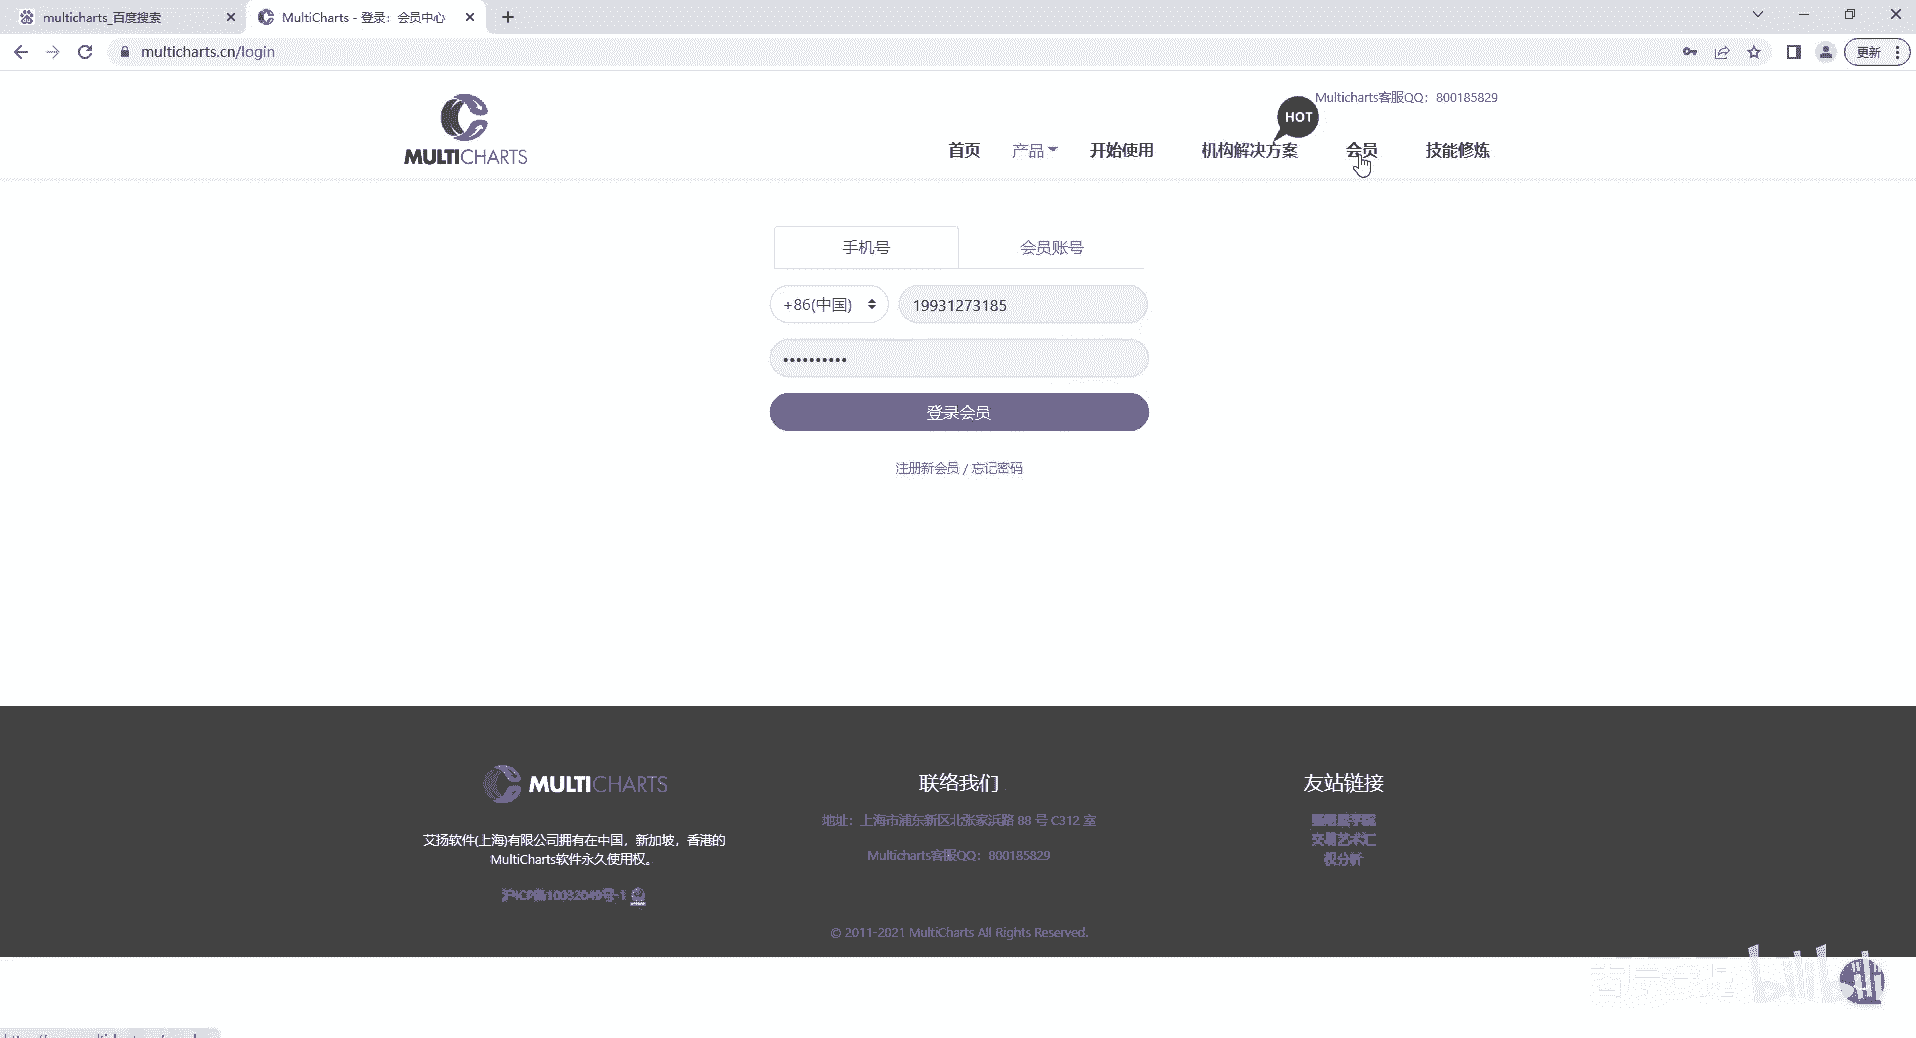 multicharts_百度搜索
MultiCharts - 登录：会员中心
multicharts.cn/login
更新
Multicharts客服QQ：800185829
HOT
MULTICHARTS
首页 产品 开始使用 机构解决方案 会员 技能修炼
手机号 会员账号
+86(中国) 19931273185
••••••••••
登录会员
注册新会员 / 忘记密码
MULTICHARTS
联络我们
友站链接
地址：上海市浦东新区北张家浜路 88 号 C312 室
艾扬软件(上海)有限公司拥有在中国，新加坡，香港的
MultiCharts软件永久使用权。
Multicharts客服QQ：800185829
交易艺术汇
权分析
沪ICP备10032049号-1
© 2011-2021 MultiCharts All Rights Reserved.
bilibili